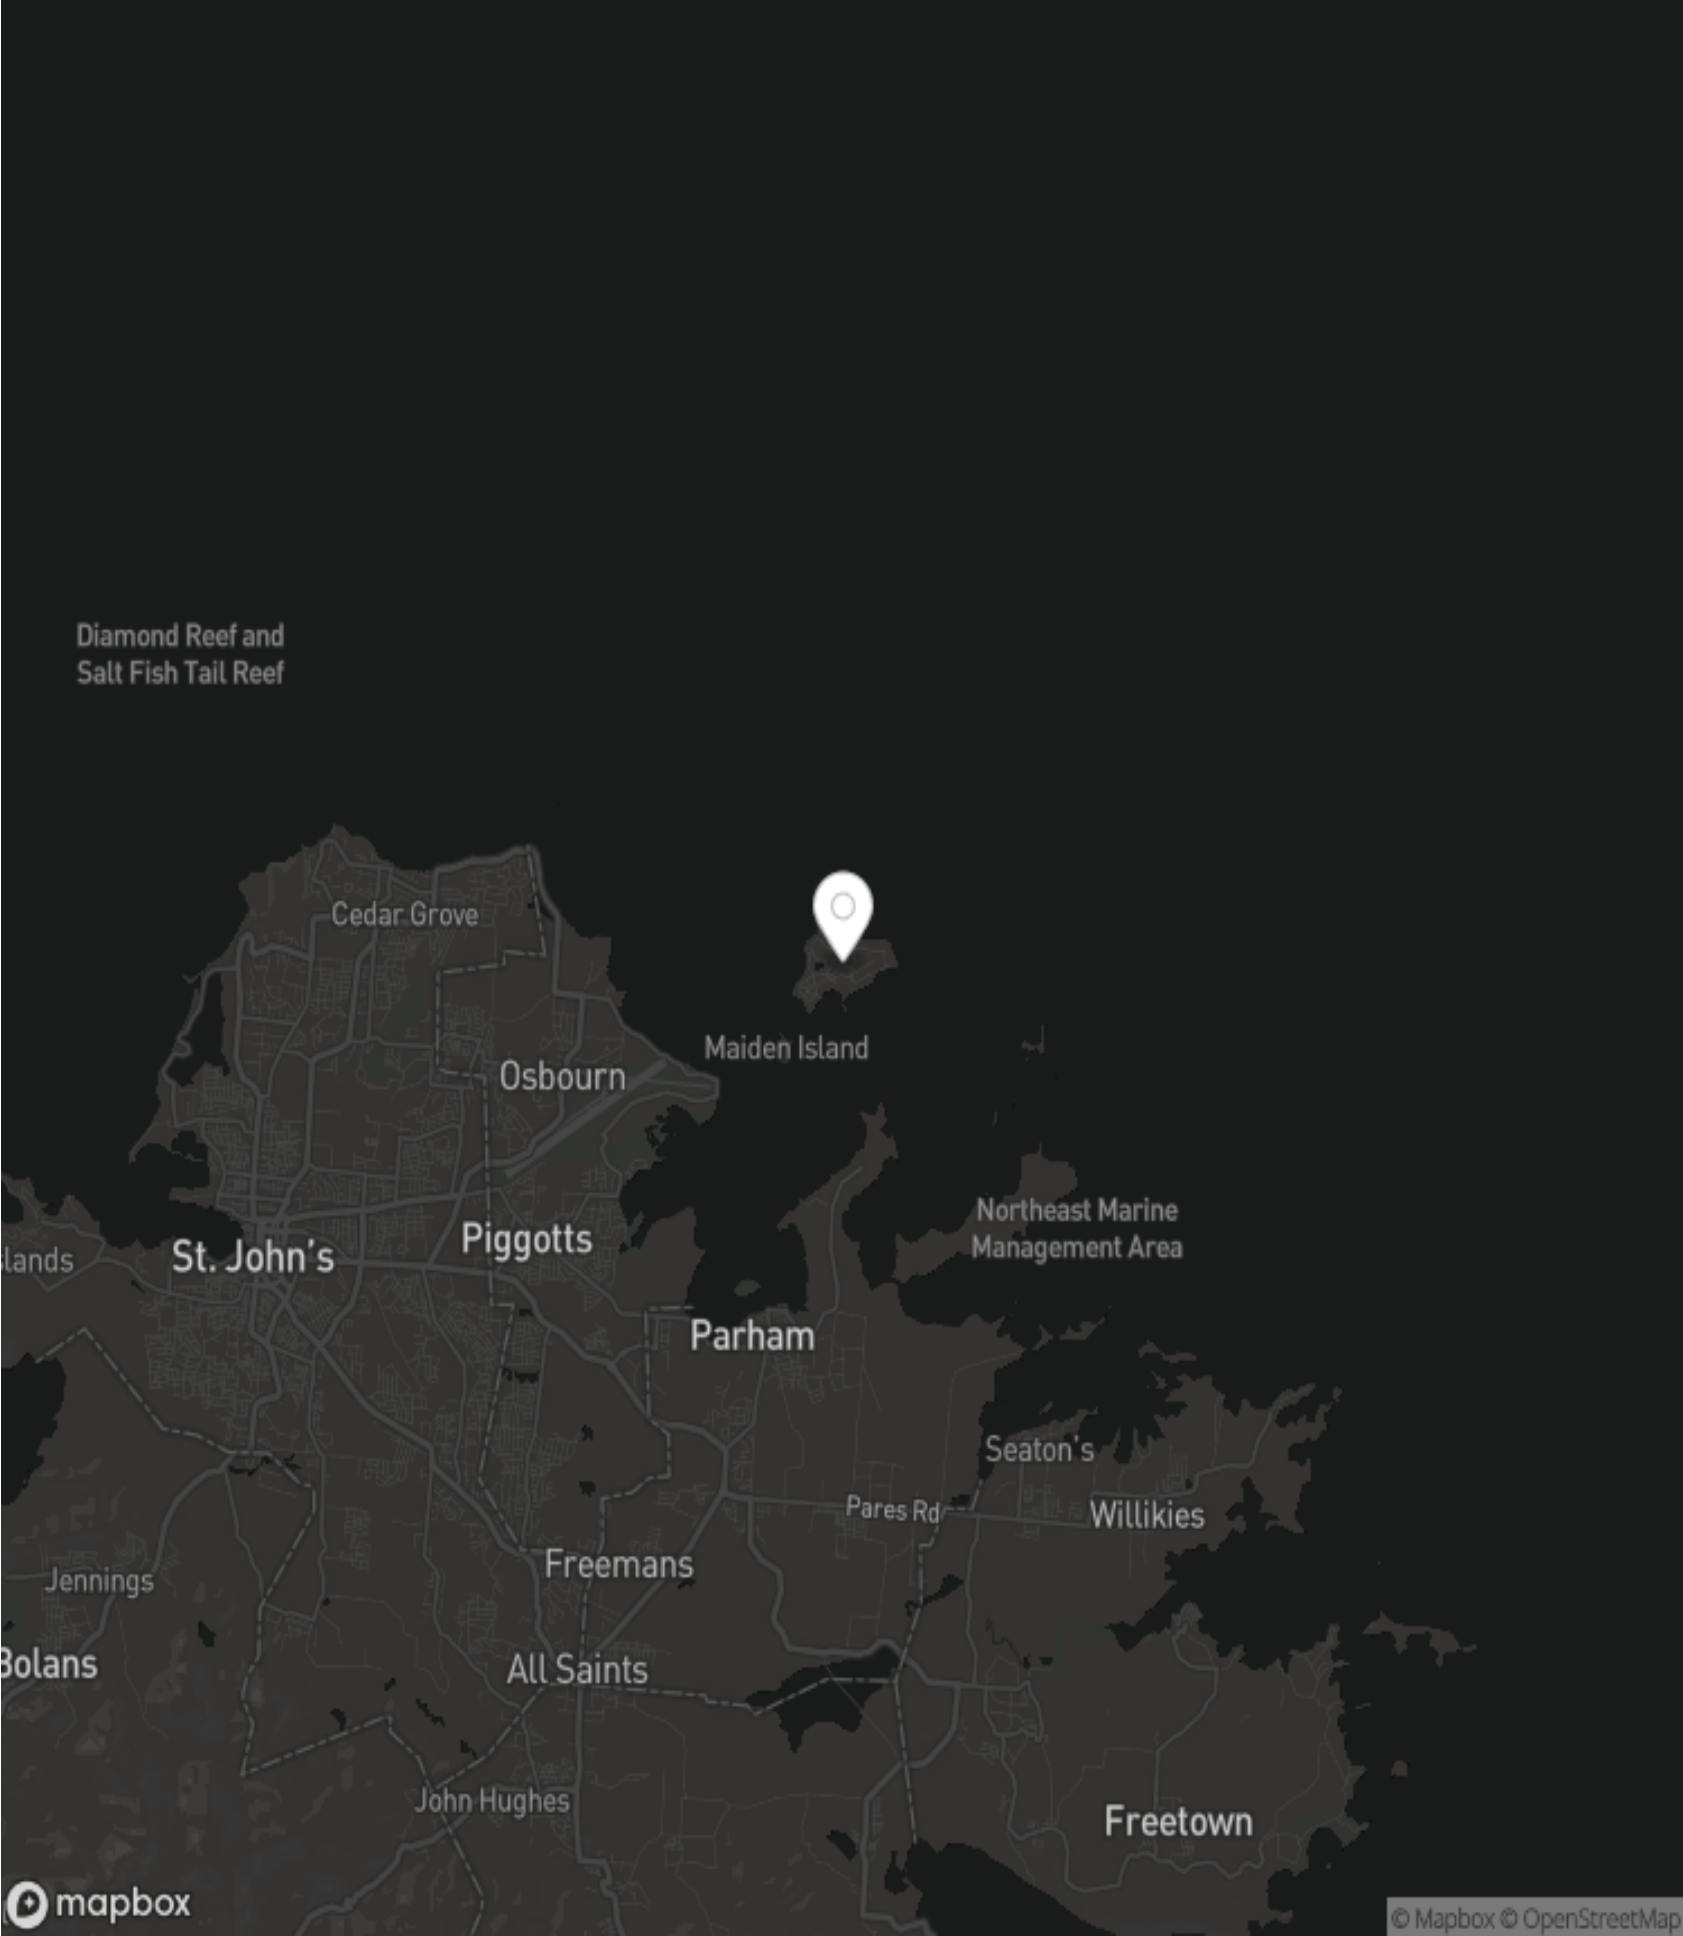 Diamond Reef and
Salt Fish Tail Reef
Cedar Grove
Maiden Island
Osbourn
Northeast Marine
Management Area
Piggotts
St. John's
slands
Parham
Seaton's
Pares Rd
Willikies
Freemans
Jennings
Bolans
All Saints
John Hughes
Freetown
mapbox
© Mapbox © OpenStreetMap